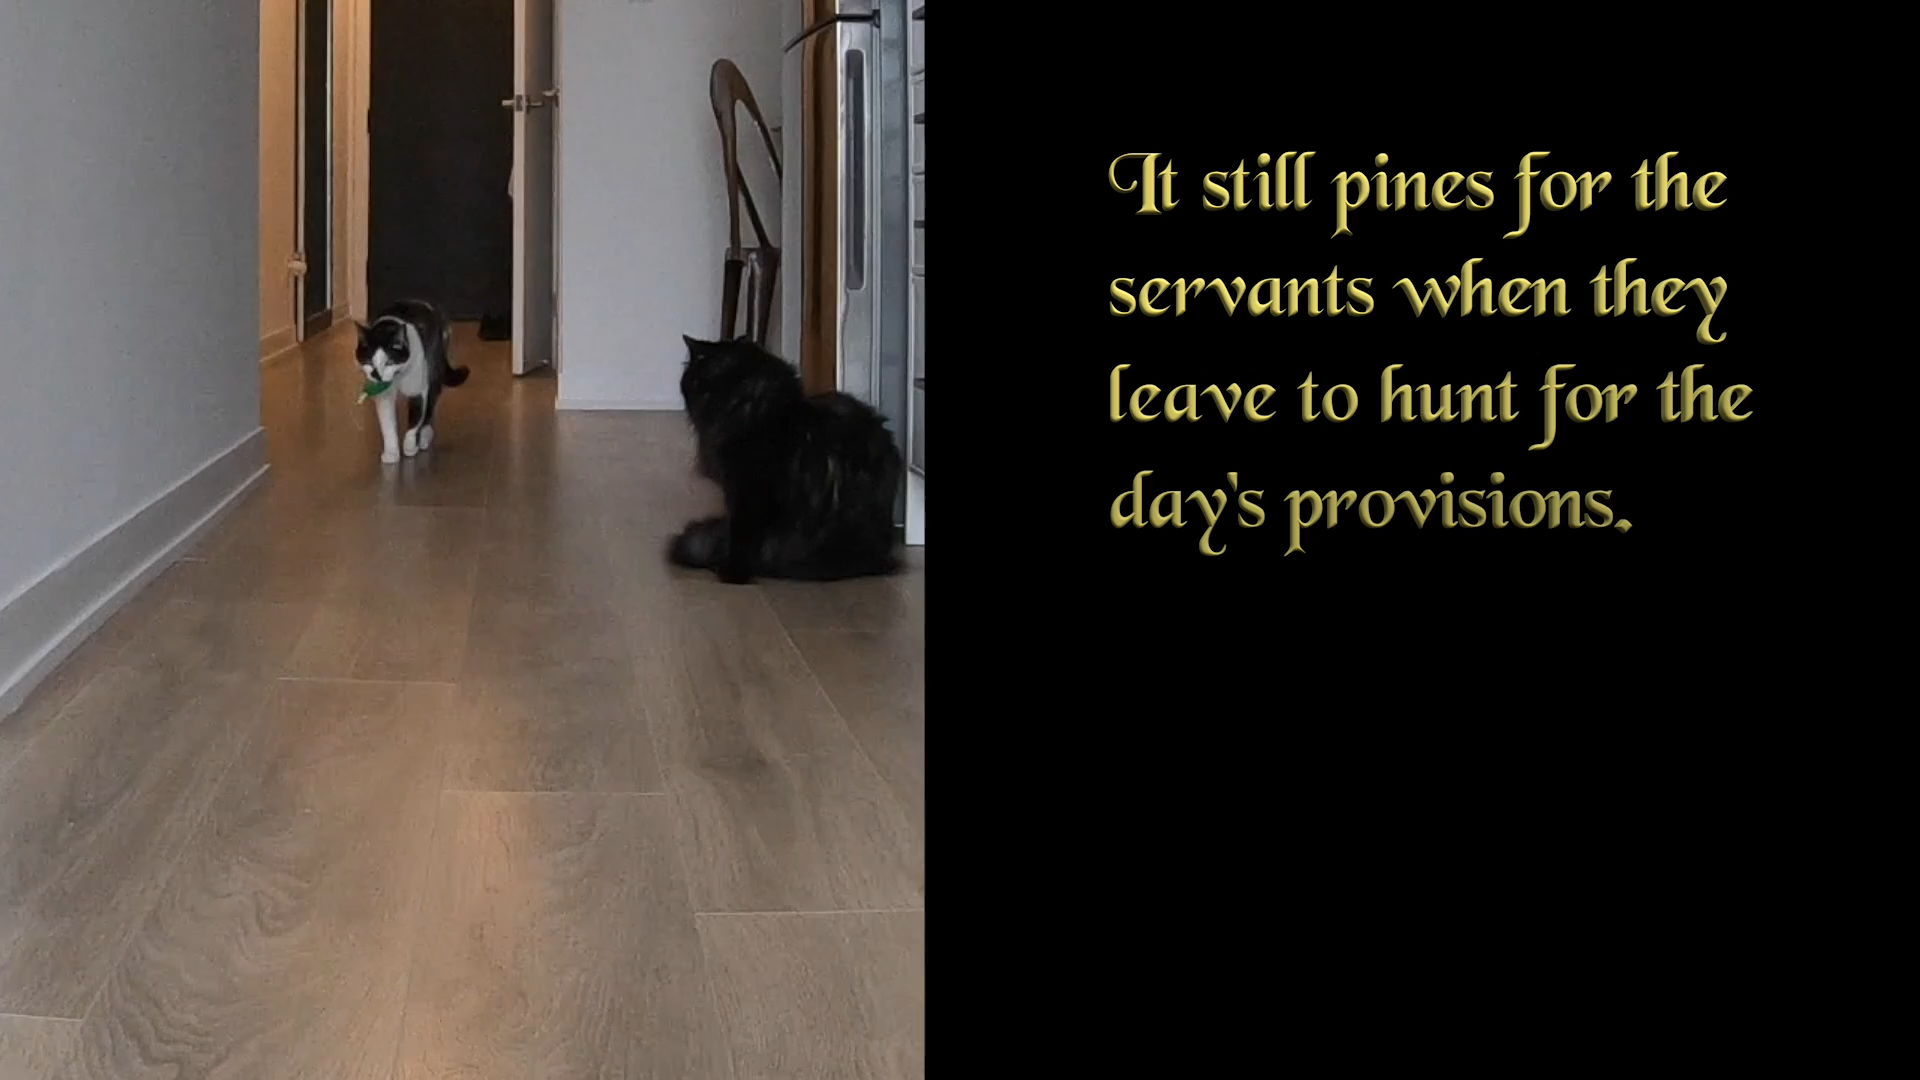 It still pines for the
servants when they
leave to hunt for the
day's provisions.